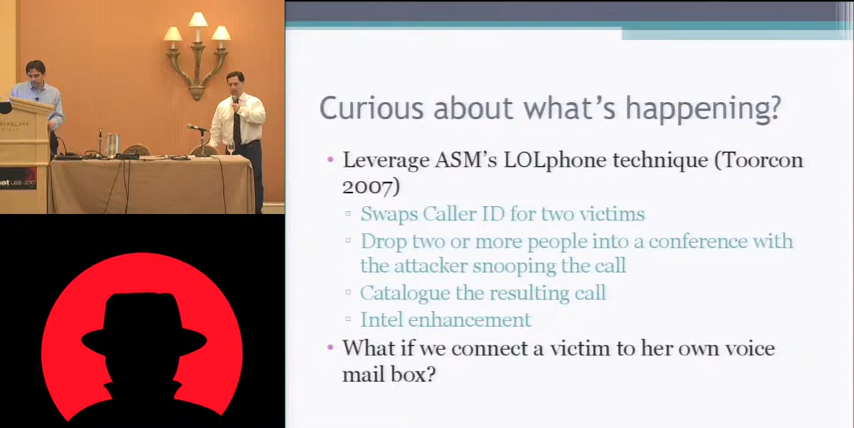 Curious about what's happening?
• Leverage ASM's LOLphone technique (Toorcon
2007)
▫ Swaps Caller ID for two victims
▫ Drop two or more people into a conference with
the attacker snooping the call
▫ Catalogue the resulting call
▫ Intel enhancement
• What if we connect a victim to her own voice
mail box?